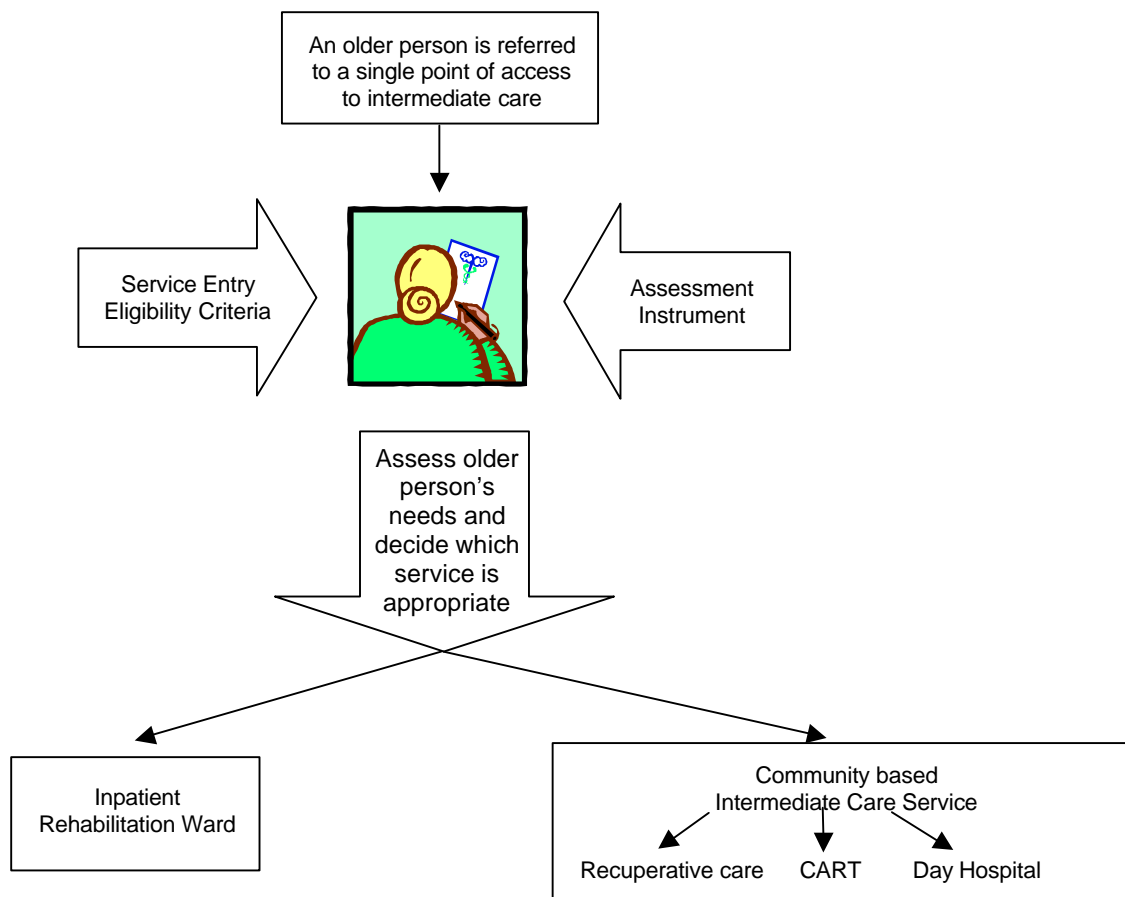 An older person is referred
to a single point of access
to intermediate care
Service Entry
Eligibility Criteria
Assessment
Instrument
Assess older
person’s
needs and
decide which
service is
appropriate
Inpatient
Rehabilitation Ward
Community based
Intermediate Care Service
Recuperative care CART Day Hospital